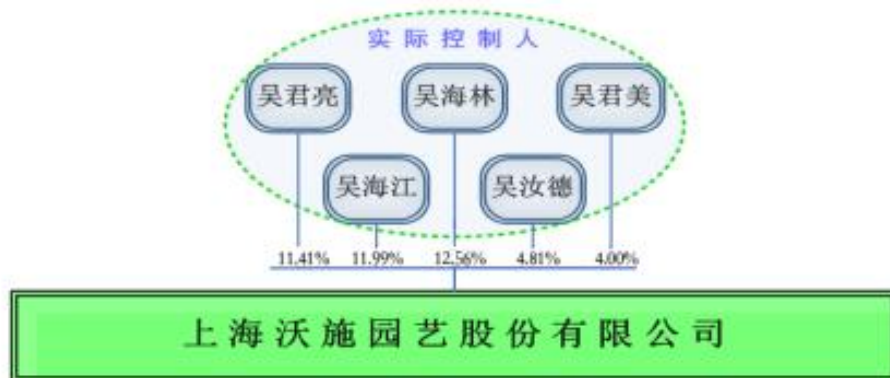 实际控制人
吴君亮 吴海林 吴君美
吴海江 吴汝德
11.41% 11.99% 12.56% 4.81% 4.00%
上海沃施园艺股份有限公司